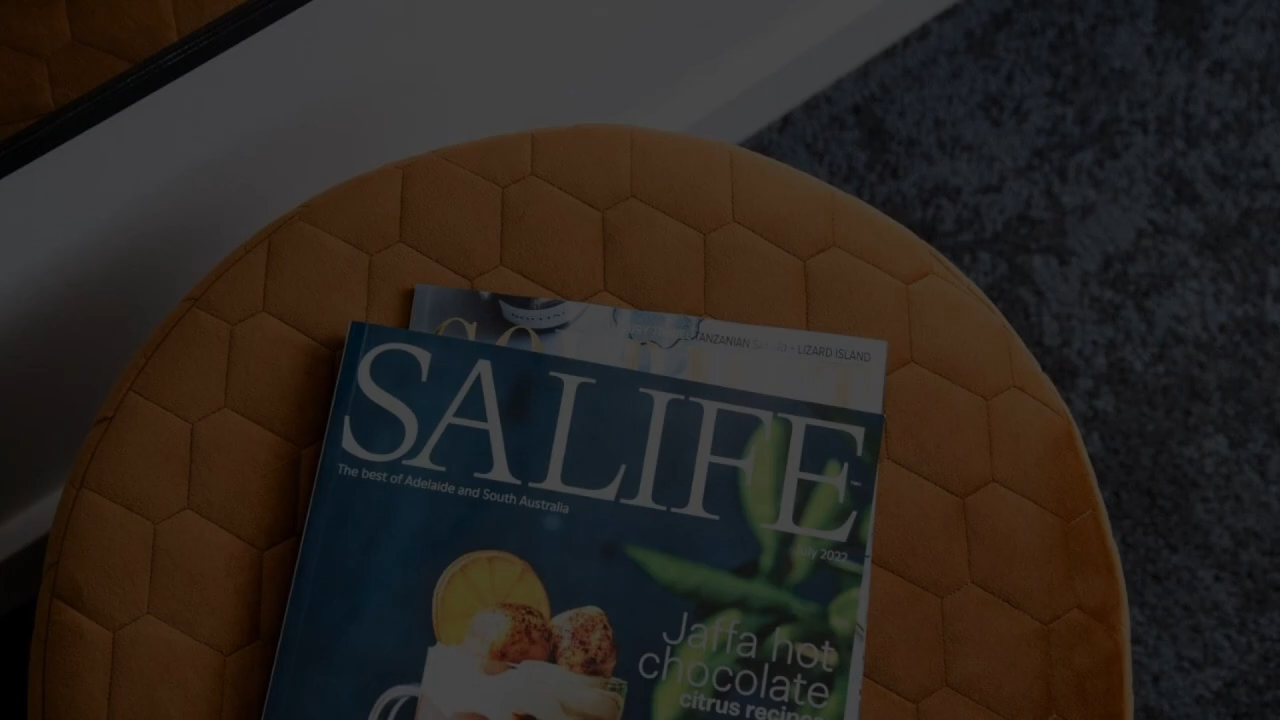 TANZANIAN SAFARI • LIZARD ISLAND
SALIFE
The best of Adelaide and South Australia
July 2022
Jaffa hot
chocolate
citrus recipes